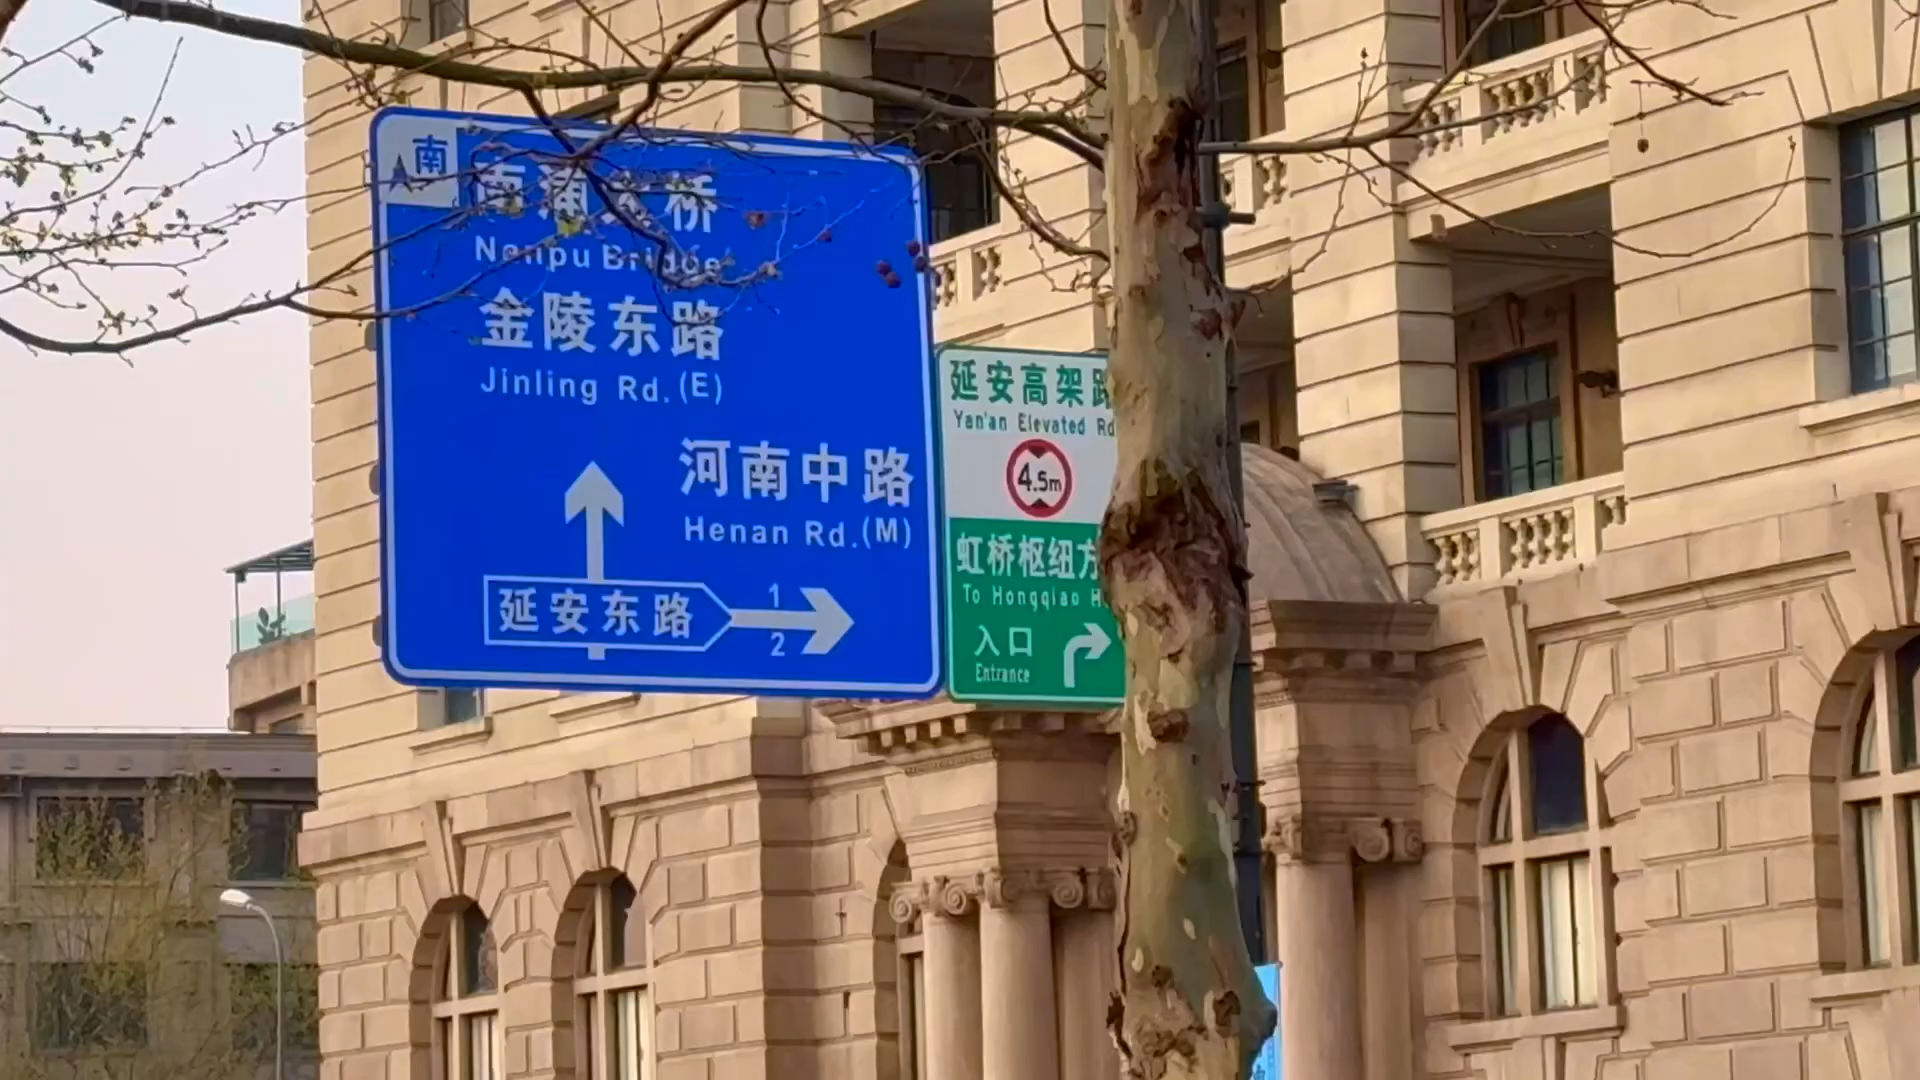 南
南浦大桥
Nanpu Bridge
金陵东路
Jinling Rd. (E)
河南中路
Henan Rd.(M)
延安东路
1
2
延安高架路
Yan'an Elevated Rd
4.5m
虹桥枢纽方
To Hongqiao H
入口
Entrance